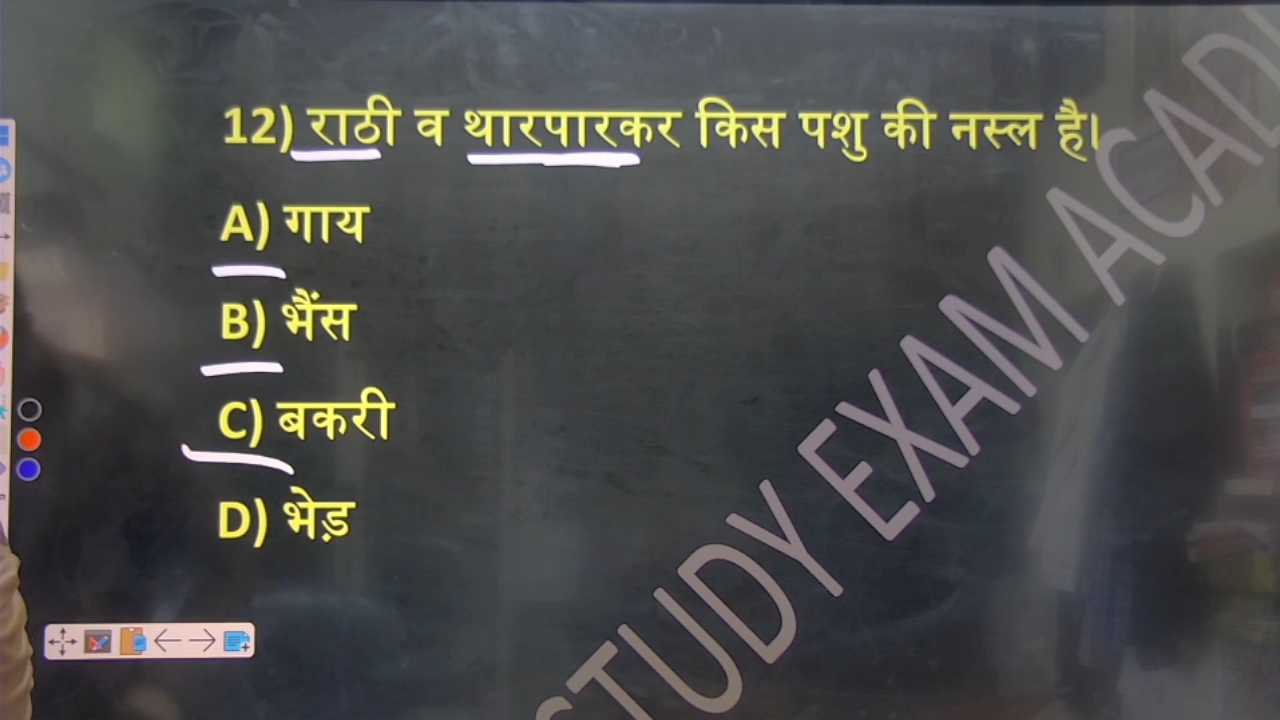 12) राठी व थारपारकर किस पशु की नस्ल है।
A) गाय
B) भैंस
C) बकरी
D) भेड़
STUDY EXAM ACAD